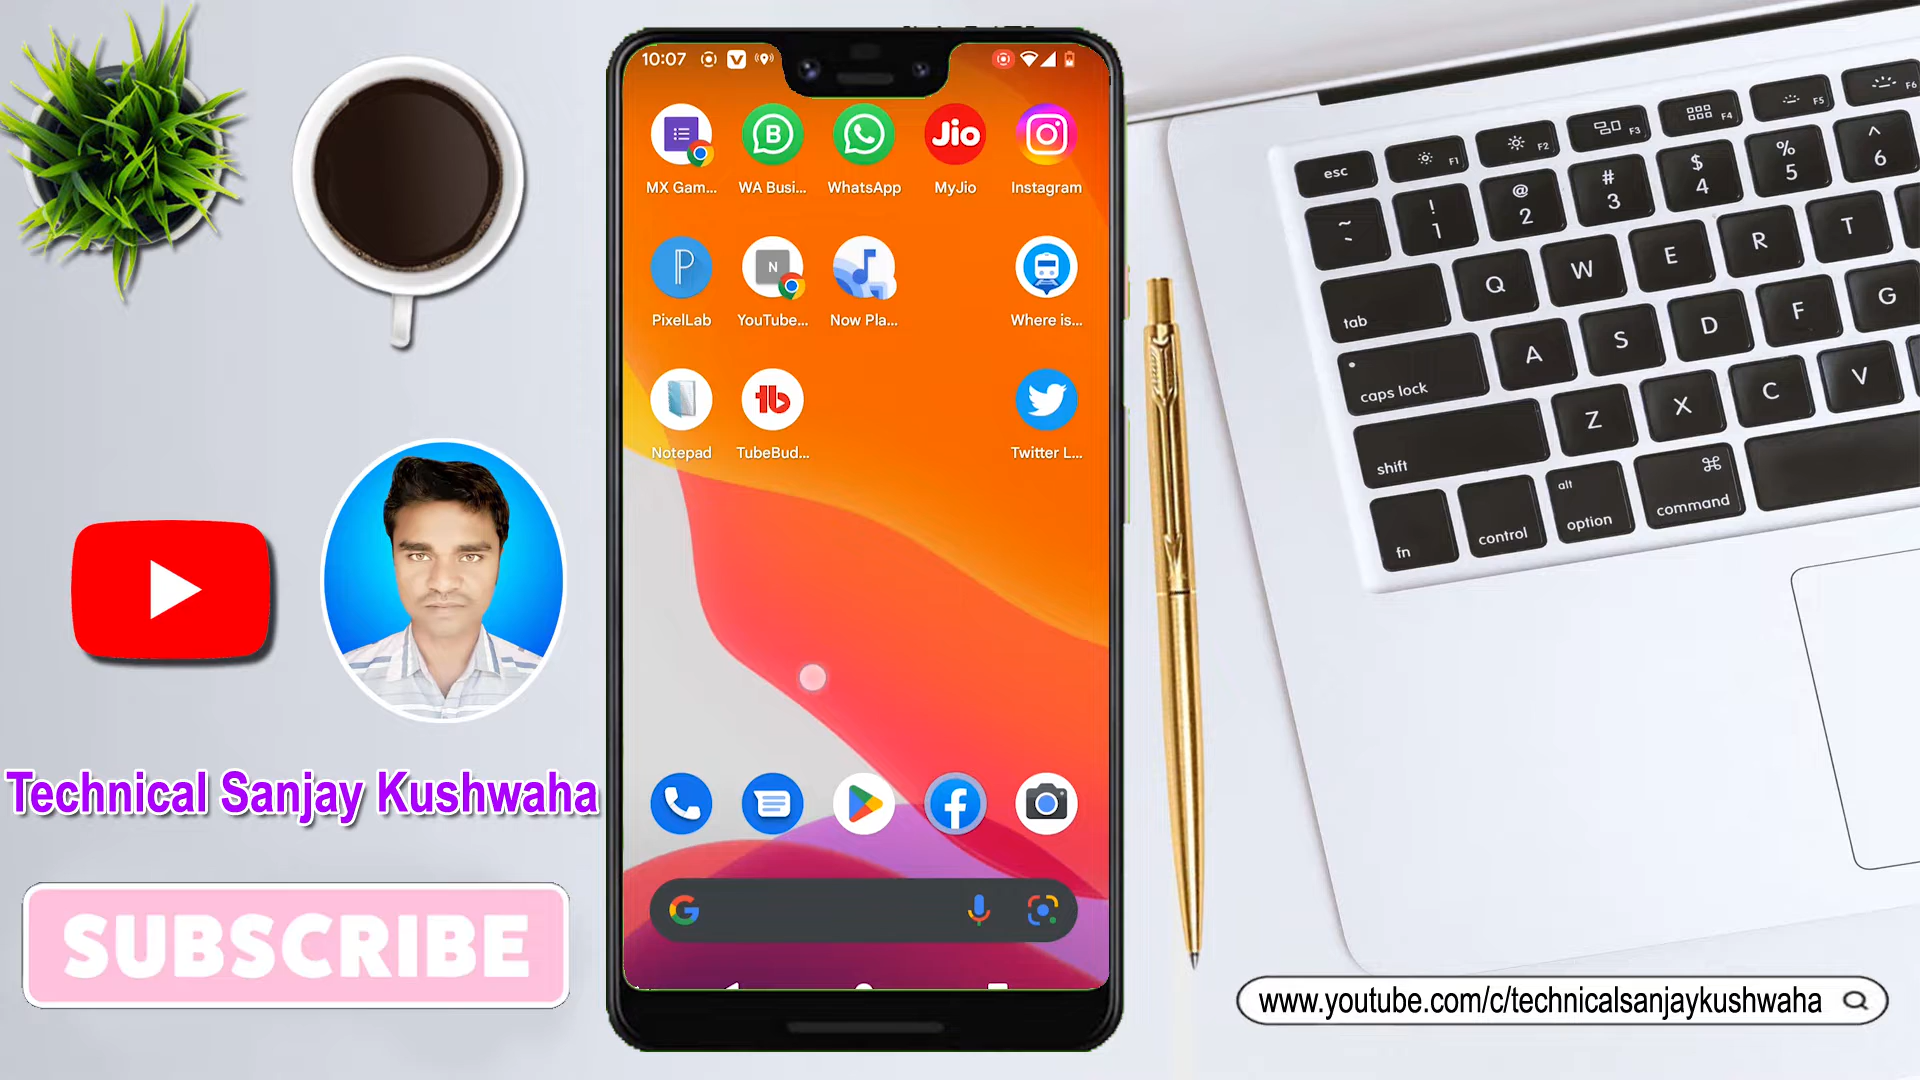 10:07
MX Gam...
B
WA Busi...
WhatsApp
Jio
MyJio
Instagram
P
PixelLab
N
YouTube...
Now Pla...
Where is...
Notepad
tb
TubeBud...
Twitter L...
G
Technical Sanjay Kushwaha
SUBSCRIBE
www.youtube.com/c/technicalsanjaykushwaha
esc
F1
F2
F3
F4
F5
F6
~
!
1
@
2
#
3
$
4
%
5
^
6
tab
Q
W
E
R
T
caps lock
A
S
D
F
G
shift
Z
X
C
V
fn
control
alt
option
⌘
command